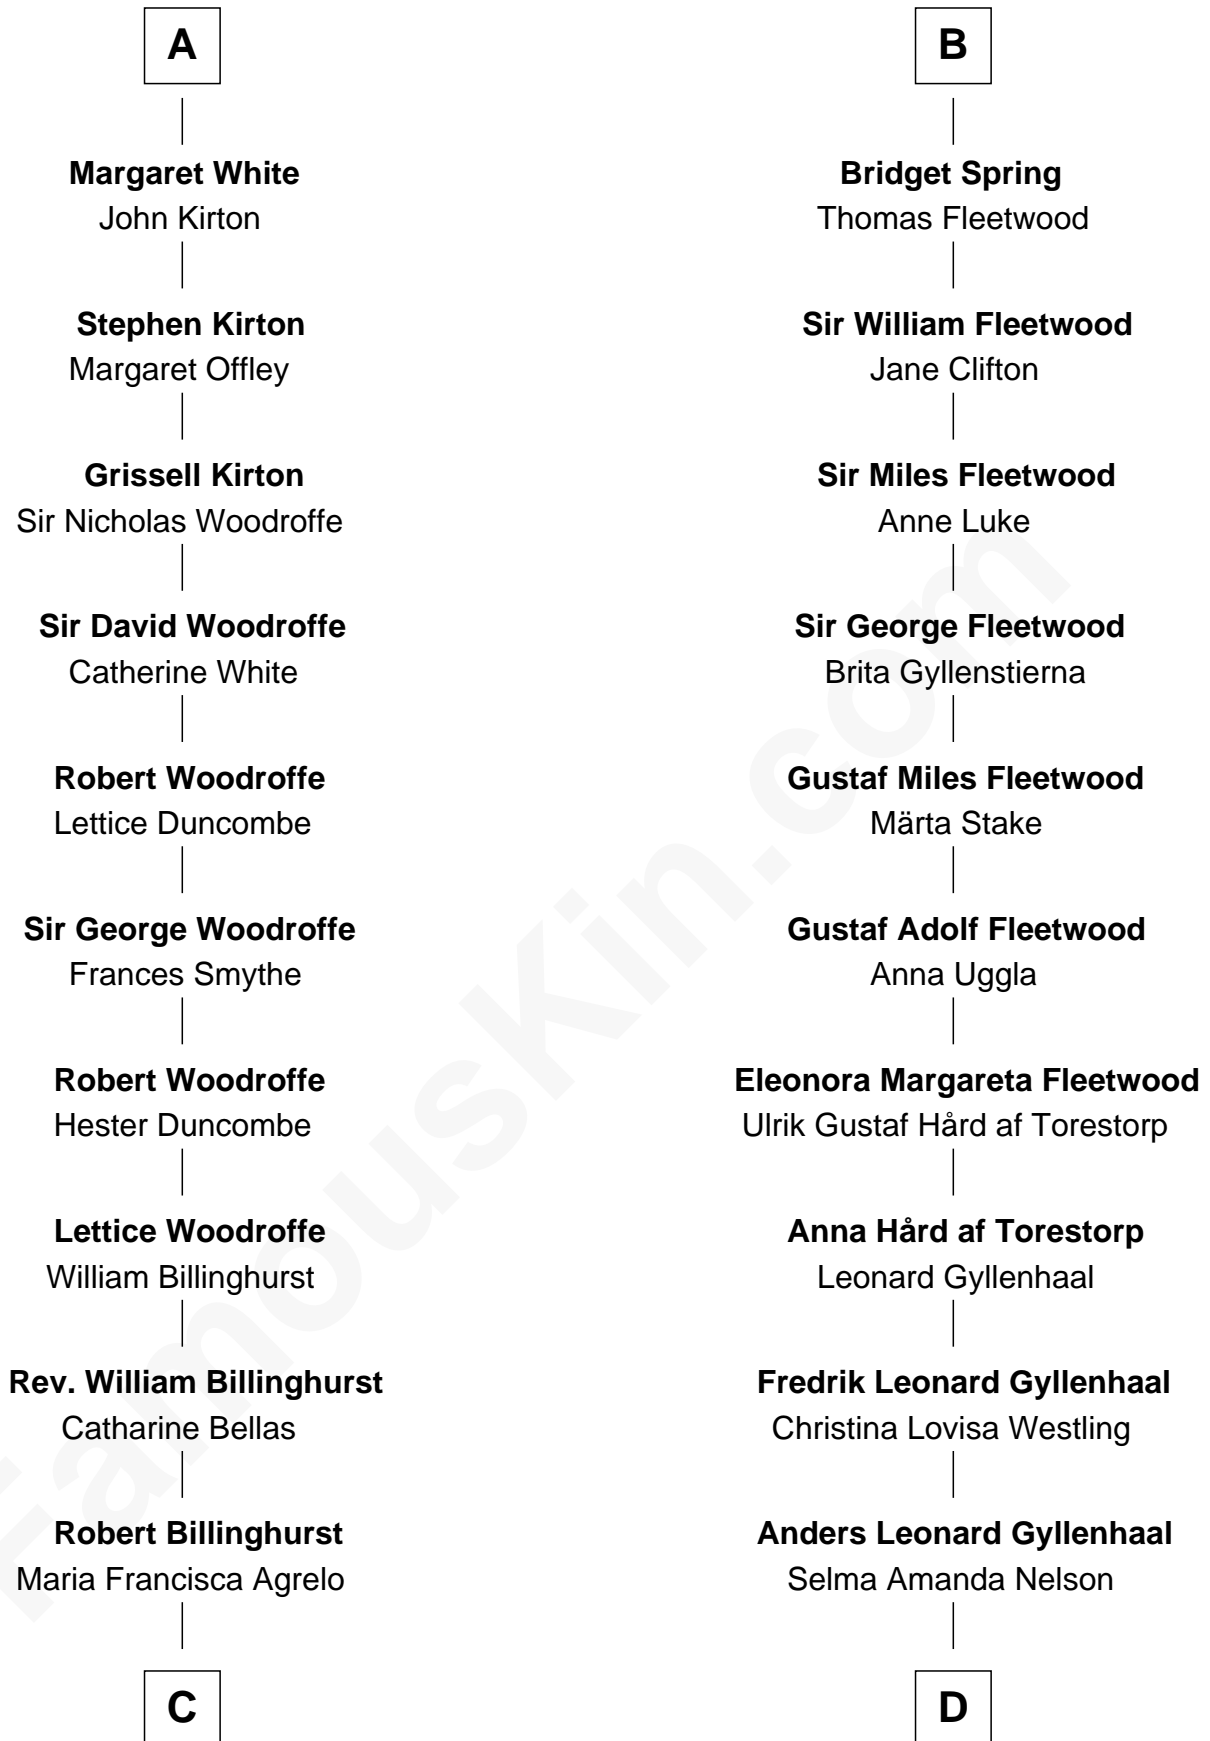 A
Margaret White
John Kirton
Stephen Kirton
Margaret Offley
Grissell Kirton
Sir Nicholas Woodroffe
Sir David Woodroffe
Catherine White
Robert Woodroffe
Lettice Duncombe
Sir George Woodroffe
Frances Smythe
Robert Woodroffe
Hester Duncombe
Lettice Woodroffe
William Billinghurst
Rev. William Billinghurst
Catharine Bellas
Robert Billinghurst
Maria Francisca Agrelo
C
B
Bridget Spring
Thomas Fleetwood
Sir William Fleetwood
Jane Clifton
Sir Miles Fleetwood
Anne Luke
Sir George Fleetwood
Brita Gyllenstierna
Gustaf Miles Fleetwood
Märta Stake
Gustaf Adolf Fleetwood
Anna Uggla
Eleonora Margareta Fleetwood
Ulrik Gustaf Hård af Torestorp
Anna Hård af Torestorp
Leonard Gyllenhaal
Fredrik Leonard Gyllenhaal
Christina Lovisa Westling
Anders Leonard Gyllenhaal
Selma Amanda Nelson
D
FamousKin.com